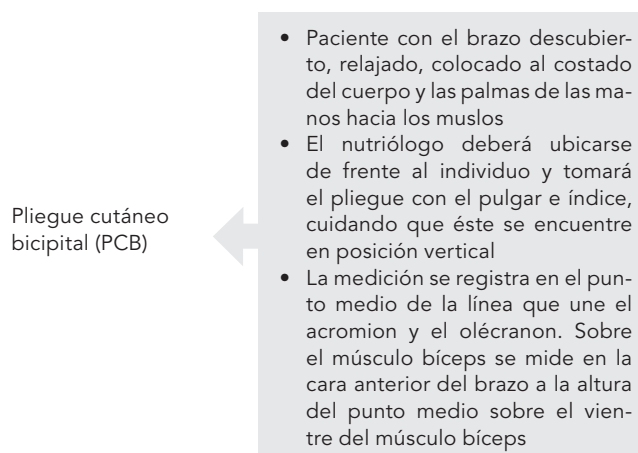 Pliegue cutáneo
bicipital (PCB)
• Paciente con el brazo descubier-
to, relajado, colocado al costado
del cuerpo y las palmas de las ma-
nos hacia los muslos
• El nutriólogo deberá ubicarse
de frente al individuo y tomará
el pliegue con el pulgar e índice,
cuidando que éste se encuentre
en posición vertical
• La medición se registra en el pun-
to medio de la línea que une el
acromion y el olécranon. Sobre
el músculo bíceps se mide en la
cara anterior del brazo a la altura
del punto medio sobre el vien-
tre del músculo bíceps